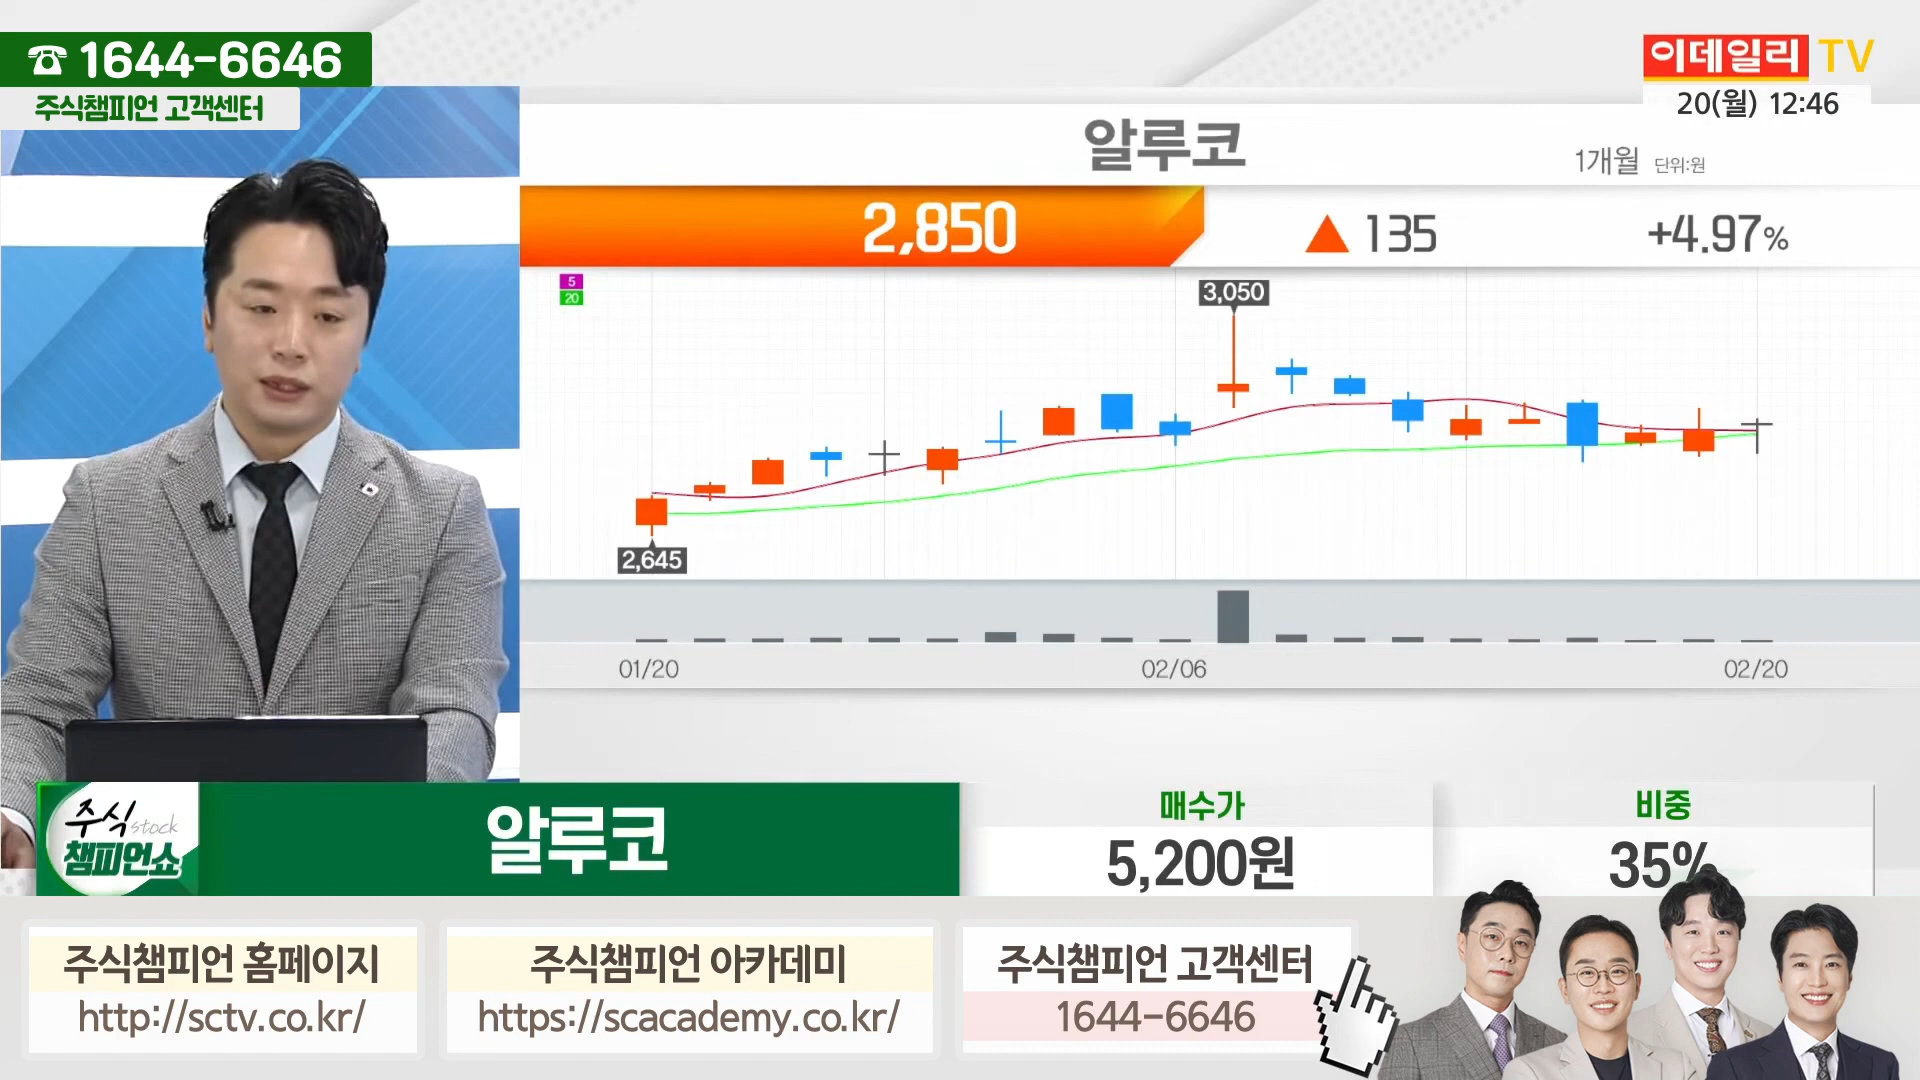 ☎ 1644-6646
주식챔피언 고객센터
이데일리 TV
20(월) 12:46
알루코
1개월 단위:원
2,850 ▲ 135 +4.97%
5
20
3,050
2,645
01/20 02/06 02/20
주식 stock
챔피언쇼
알루코
매수가
5,200원
비중
35%
주식챔피언 홈페이지
http://sctv.co.kr/
주식챔피언 아카데미
https://scacademy.co.kr/
주식챔피언 고객센터
1644-6646